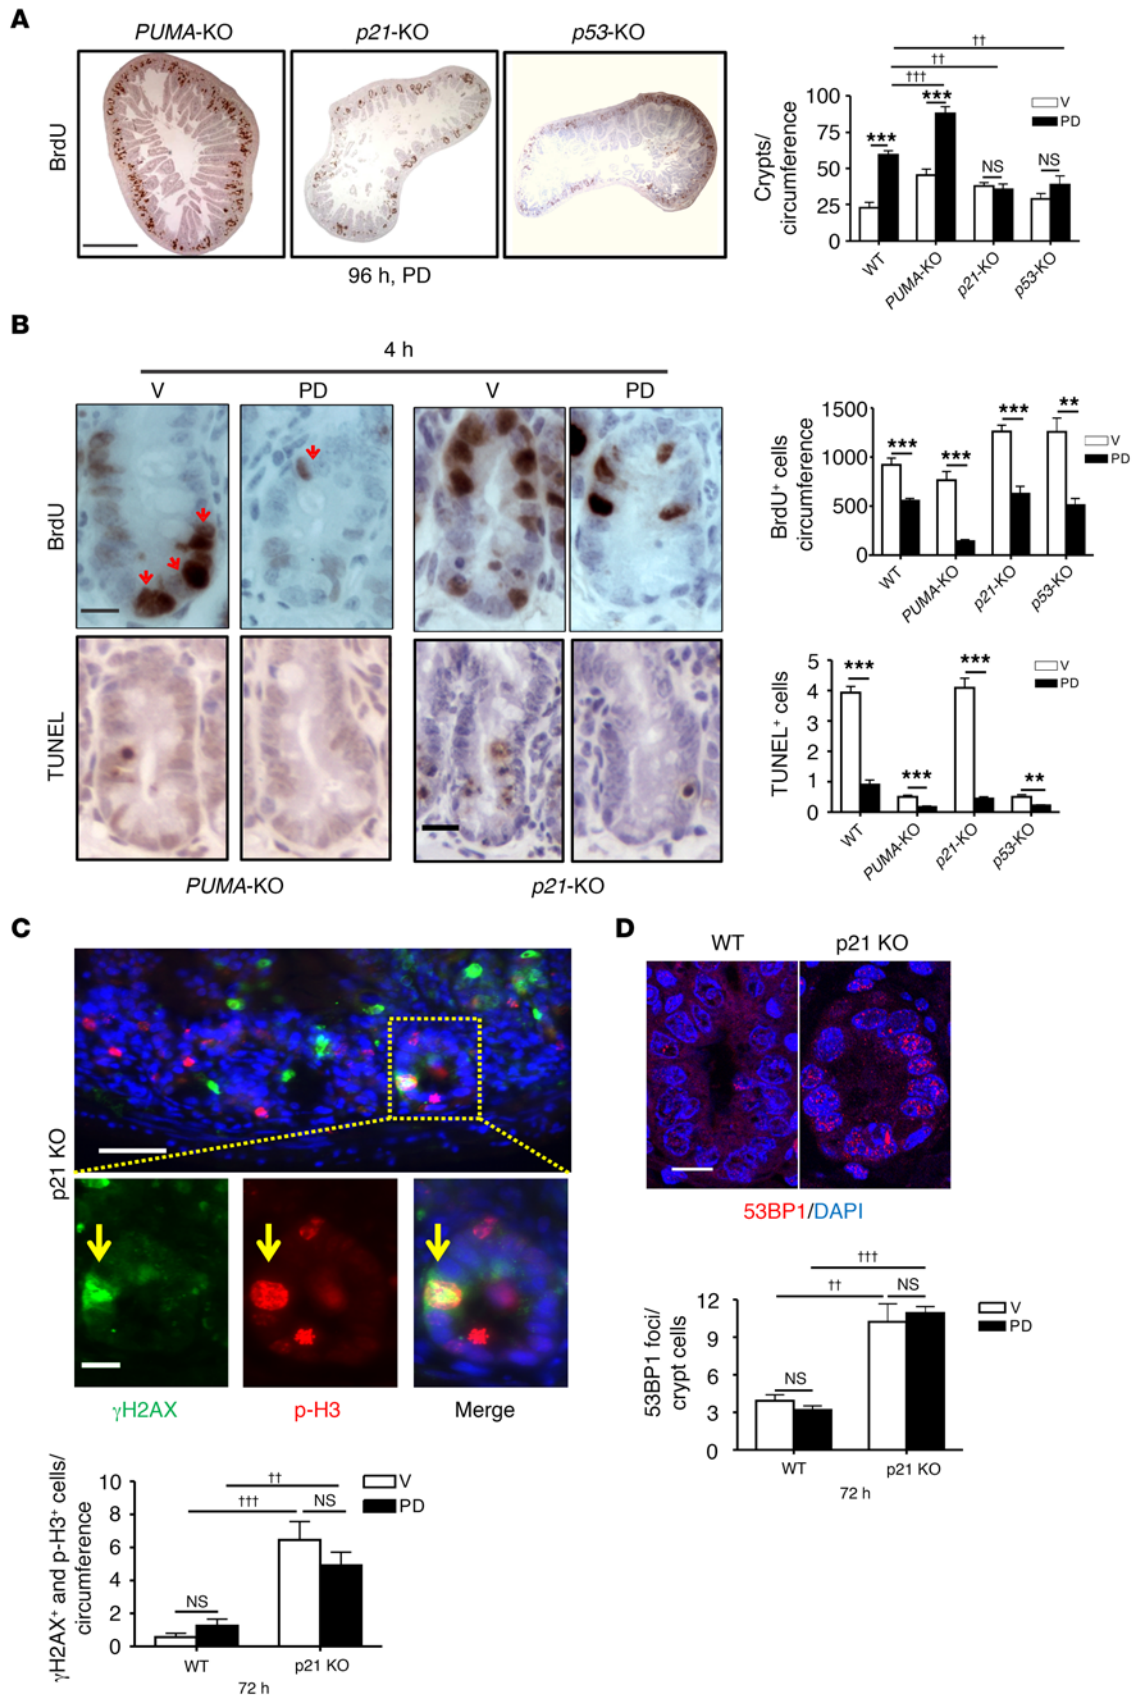 A
PUMA-KO
p21-KO
p53-KO
BrdU
96 h, PD
†††
††
††
***
***
NS
NS
V
PD
Crypts/
circumference
100
75
50
25
0
WT
PUMA-KO
p21-KO
p53-KO
B
4 h
V
PD
V
PD
BrdU
TUNEL
PUMA-KO
p21-KO
BrdU+ cells
circumference
1500
1000
500
0
***
***
***
**
V
PD
WT
PUMA-KO
p21-KO
p53-KO
TUNEL+ cells
5
4
3
2
1
0
***
***
***
**
V
PD
WT
PUMA-KO
p21-KO
p53-KO
C
p21 KO
γH2AX
p-H3
Merge
γH2AX+ and p-H3+ cells/
circumference
10
8
6
4
2
0
††
†††
NS
NS
V
PD
WT
p21 KO
72 h
D
WT
p21 KO
53BP1/DAPI
53BP1 foci/
crypt cells
12
9
6
3
0
†††
††
NS
NS
V
PD
WT
p21 KO
72 h